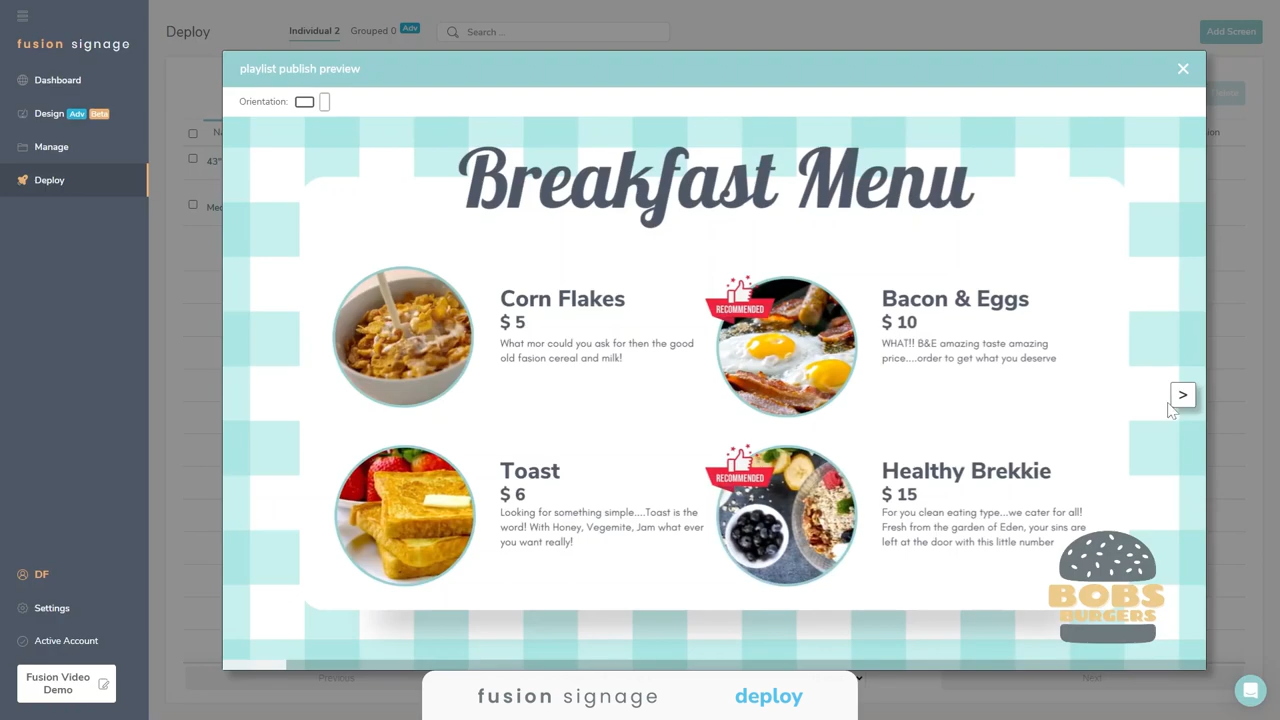 fusion signage
Dashboard
Design Adv Beta
Manage
Deploy
DF
Settings
Active Account
Fusion Video
Demo
Deploy
Individual 2
Grouped 0 Adv
Search ...
Add Screen
playlist publish preview
Orientation:
Delete
43"
Breakfast Menu
Corn Flakes
$ 5
What mor could you ask for then the good
old fasion cereal and milk!
RECOMMENDED
Bacon & Eggs
$ 10
WHAT!! B&E amazing taste amazing
price....order to get what you deserve
>
Toast
$ 6
Looking for something simple....Toast is the
word! With Honey, Vegemite, Jam what ever
you want really!
RECOMMENDED
Healthy Brekkie
$ 15
For you clean eating type...we cater for all!
Fresh from the garden of Eden, your sins are
left at the door with this little number
BOBS
BURGERS
Previous
Next
fusion signage deploy